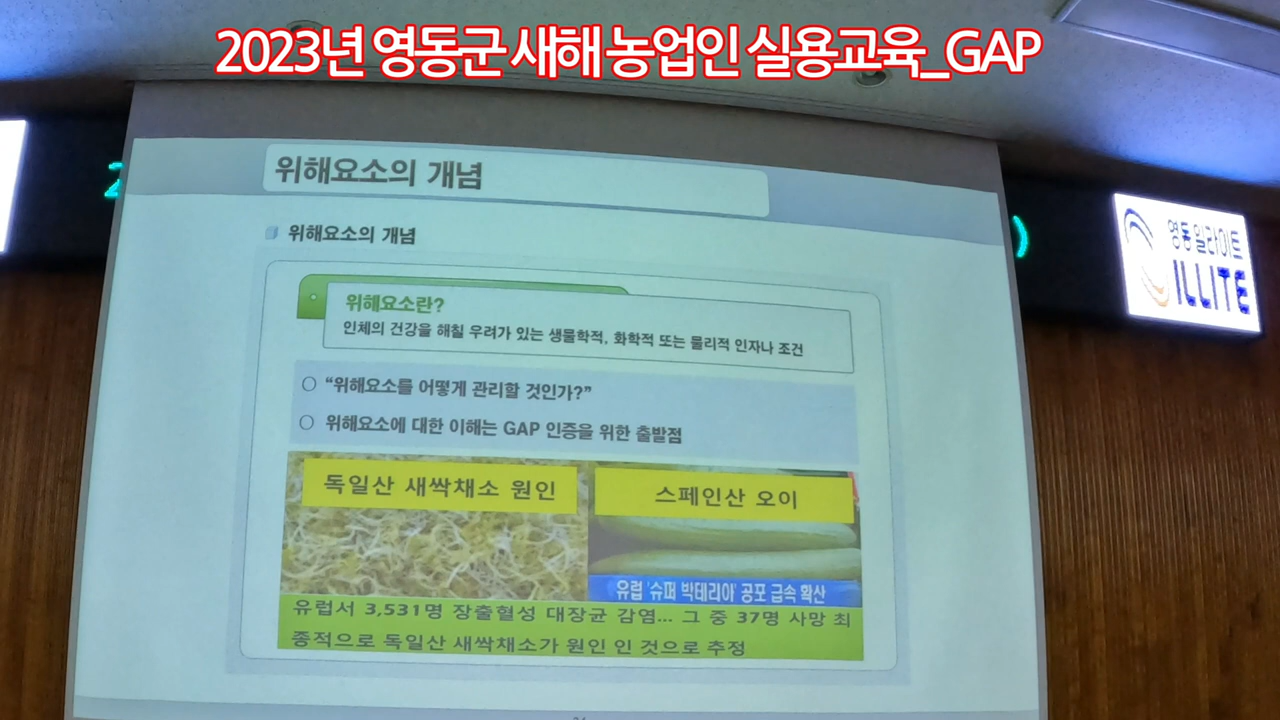 2023년 영동군 새해 농업인 실용교육_GAP
위해요소의 개념
위해요소의 개념
위해요소란?
인체의 건강을 해칠 우려가 있는 생물학적, 화학적 또는 물리적 인자나 조건
○ “위해요소를 어떻게 관리할 것인가?”
○ 위해요소에 대한 이해는 GAP 인증을 위한 출발점
독일산 새싹채소 원인
스페인산 오이
유럽 '슈퍼 박테리아' 공포 급속 확산
유럽서 3,531명 장출혈성 대장균 감염... 그 중 37명 사망 최
종적으로 독일산 새싹채소가 원인 인 것으로 추정
영동일라이트
ILLITE